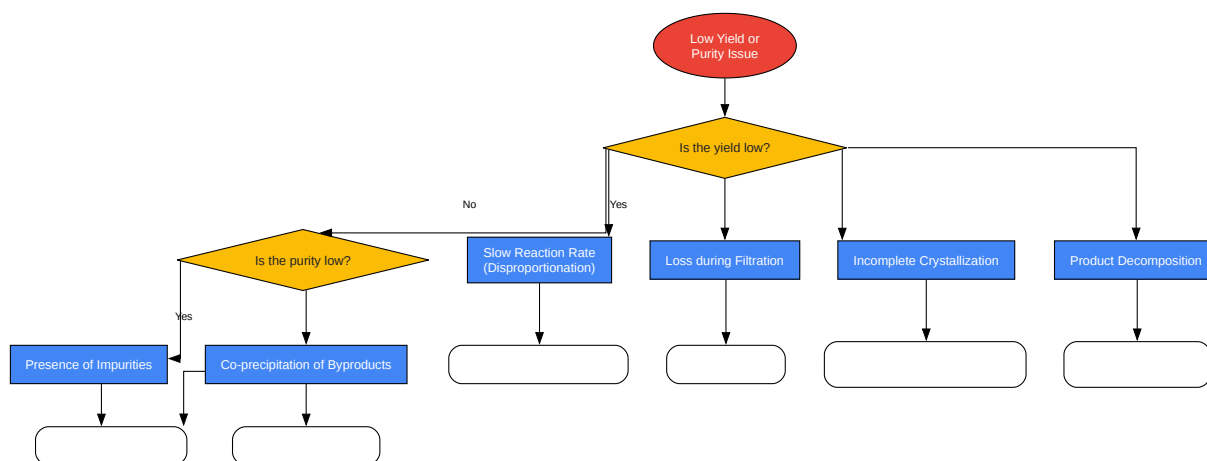 Low Yield or
Purity Issue
Is the yield low?
No
Yes
Is the purity low?
Slow Reaction Rate
(Disproportionation)
Loss during Filtration
Incomplete Crystallization
Product Decomposition
Yes
Presence of Impurities
Co-precipitation of Byproducts